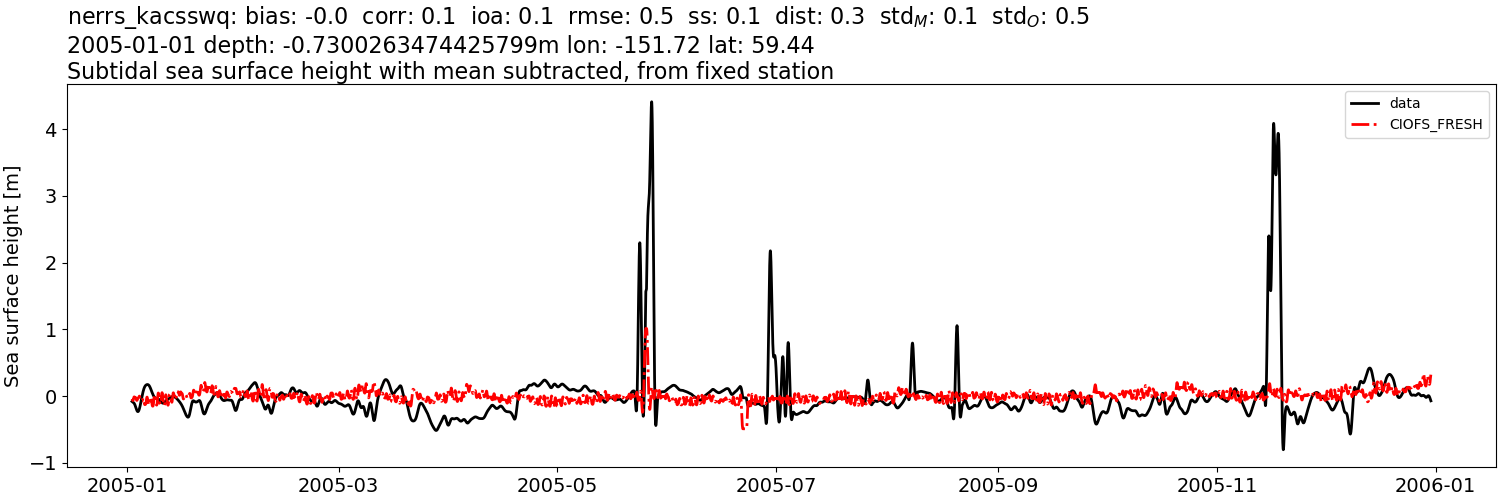 nerrs_kacsswq: bias: -0.0  corr: 0.1  ioa: 0.1  rmse: 0.5  ss: 0.1  dist: 0.3  std_M: 0.1  std_O: 0.5
2005-01-01 depth: -0.7300263474425799m lon: -151.72 lat: 59.44
Subtidal sea surface height with mean subtracted, from fixed station
data
CIOFS_FRESH
Sea surface height [m]
4
3
2
1
0
−1
2005-01
2005-03
2005-05
2005-07
2005-09
2005-11
2006-01